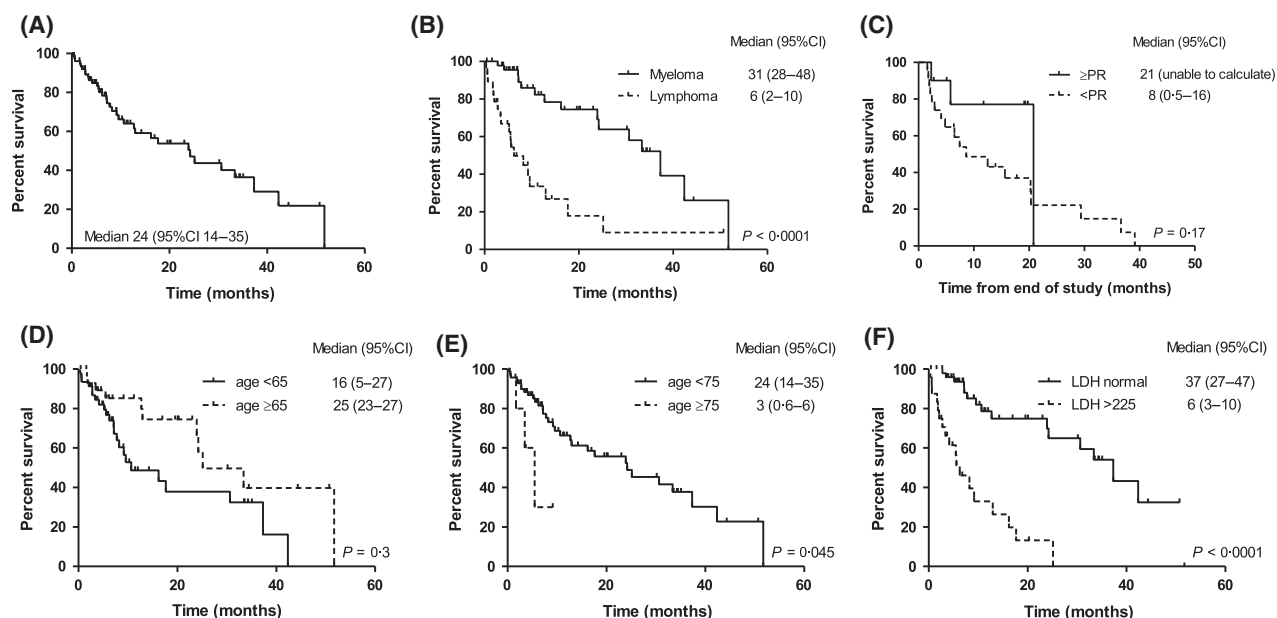 (A)
Percent survival
100
80
60
40
20
0
Median 24 (95%CI 14–35)
0 20 40 60
Time (months)
(B)
Median (95%CI)
Myeloma 31 (28–48)
Lymphoma 6 (2–10)
Percent survival
100
80
60
40
20
0
P < 0·0001
0 20 40 60
Time (months)
(C)
Median (95%CI)
≥PR 21 (unable to calculate)
<PR 8 (0·5–16)
Percent survival
100
80
60
40
20
0
P = 0·17
0 10 20 30 40 50
Time from end of study (months)
(D)
Median (95%CI)
age <65 16 (5–27)
age ≥65 25 (23–27)
Percent survival
100
80
60
40
20
0
P = 0·3
0 20 40 60
Time (months)
(E)
Median (95%CI)
age <75 24 (14–35)
age ≥75 3 (0·6–6)
Percent survival
100
80
60
40
20
0
P = 0·045
0 20 40 60
Time (months)
(F)
Median (95%CI)
LDH normal 37 (27–47)
LDH >225 6 (3–10)
Percent survival
100
80
60
40
20
0
P < 0·0001
0 20 40 60
Time (months)